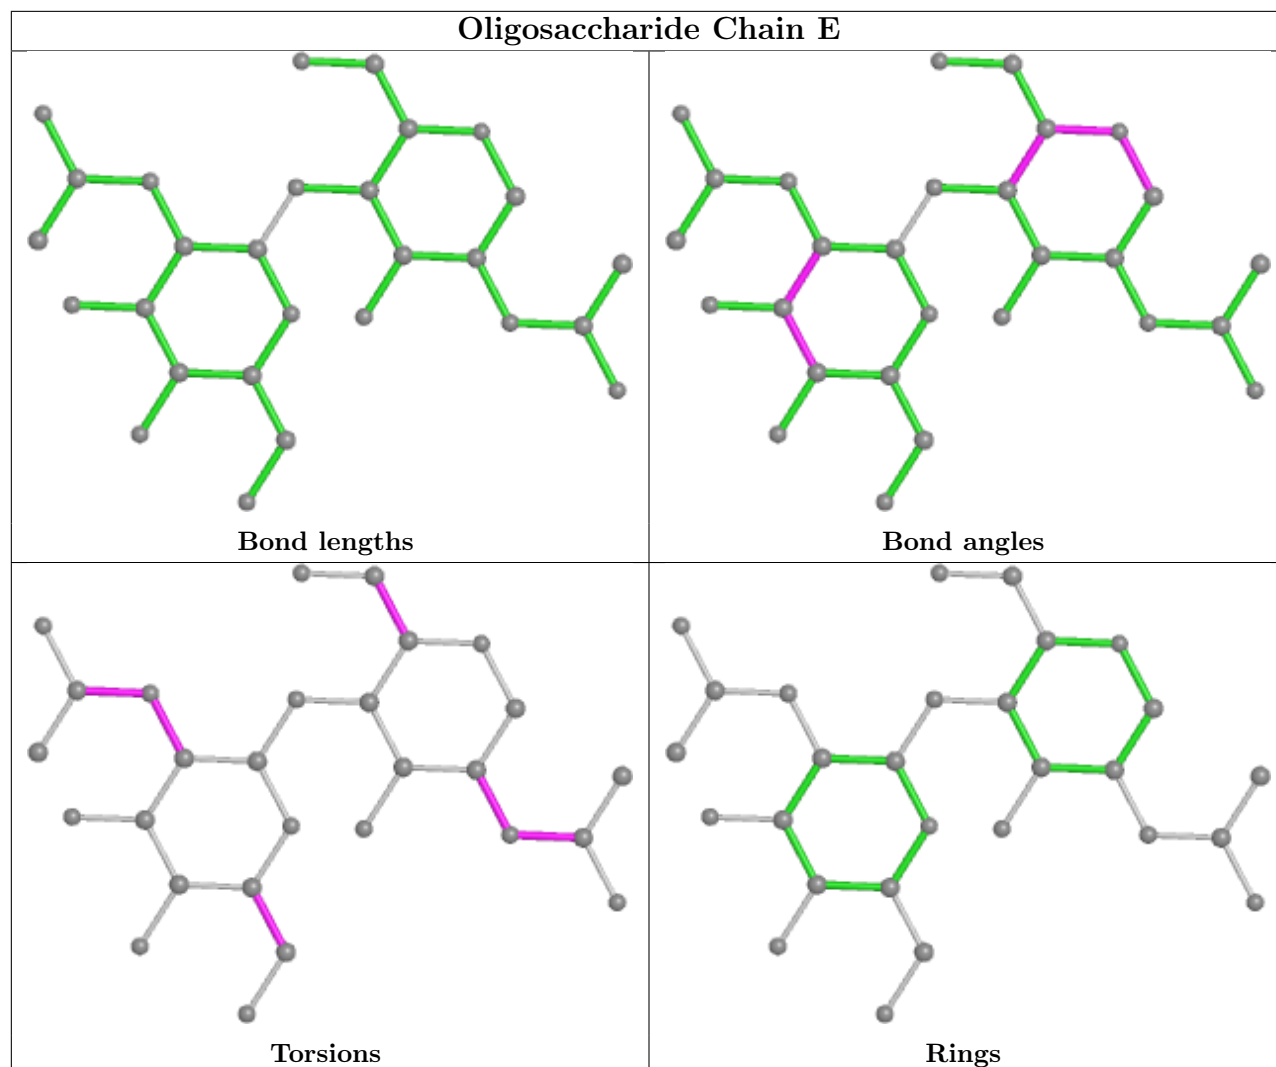 Oligosaccharide Chain E
Bond lengths
Bond angles
Torsions
Rings